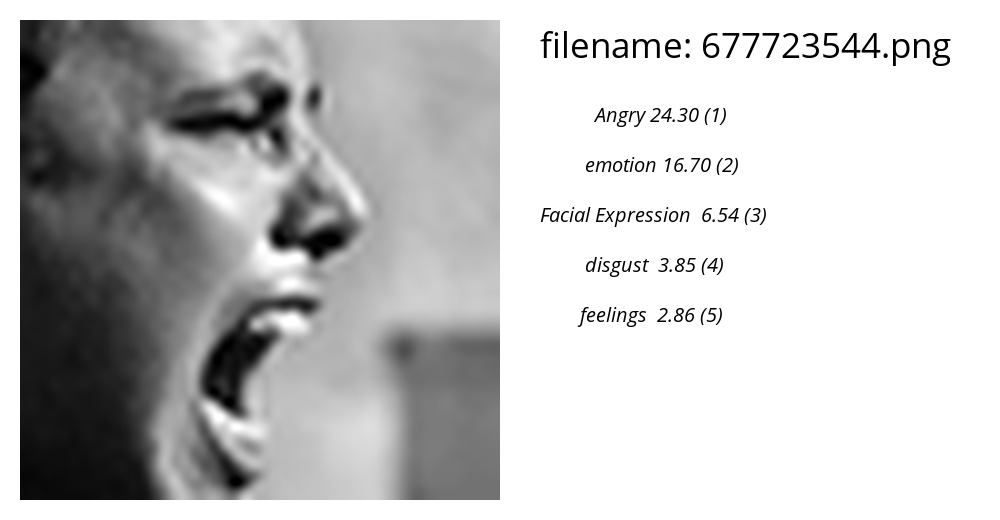 filename: 677723544.png
Angry 24.30 (1)
emotion 16.70 (2)
Facial Expression 6.54 (3)
disgust 3.85 (4)
feelings 2.86 (5)